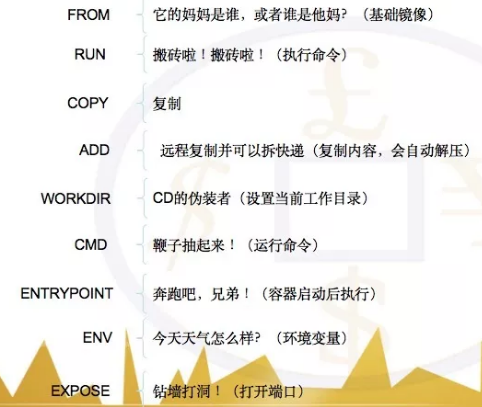 FROM 它的妈妈是谁，或者谁是他妈？（基础镜像）
RUN 搬砖啦！搬砖啦！（执行命令）
COPY 复制
ADD 远程复制并可以拆快递（复制内容，会自动解压）
WORKDIR CD的伪装者（设置当前工作目录）
CMD 鞭子抽起来！（运行命令）
ENTRYPOINT 奔跑吧，兄弟！（容器启动后执行）
ENV 今天天气怎么样？（环境变量）
EXPOSE 钻墙打洞！（打开端口）